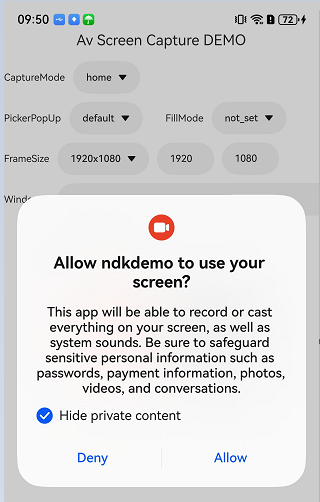 09:50 72
Av Screen Capture DEMO
CaptureMode home
PickerPopUp default FillMode not_set
FrameSize 1920x1080 1920 1080
Allow ndkdemo to use your
screen?
This app will be able to record or cast
everything on your screen, as well as
system sounds. Be sure to safeguard
sensitive personal information such as
passwords, payment information, photos,
videos, and conversations.
Hide private content
Deny Allow